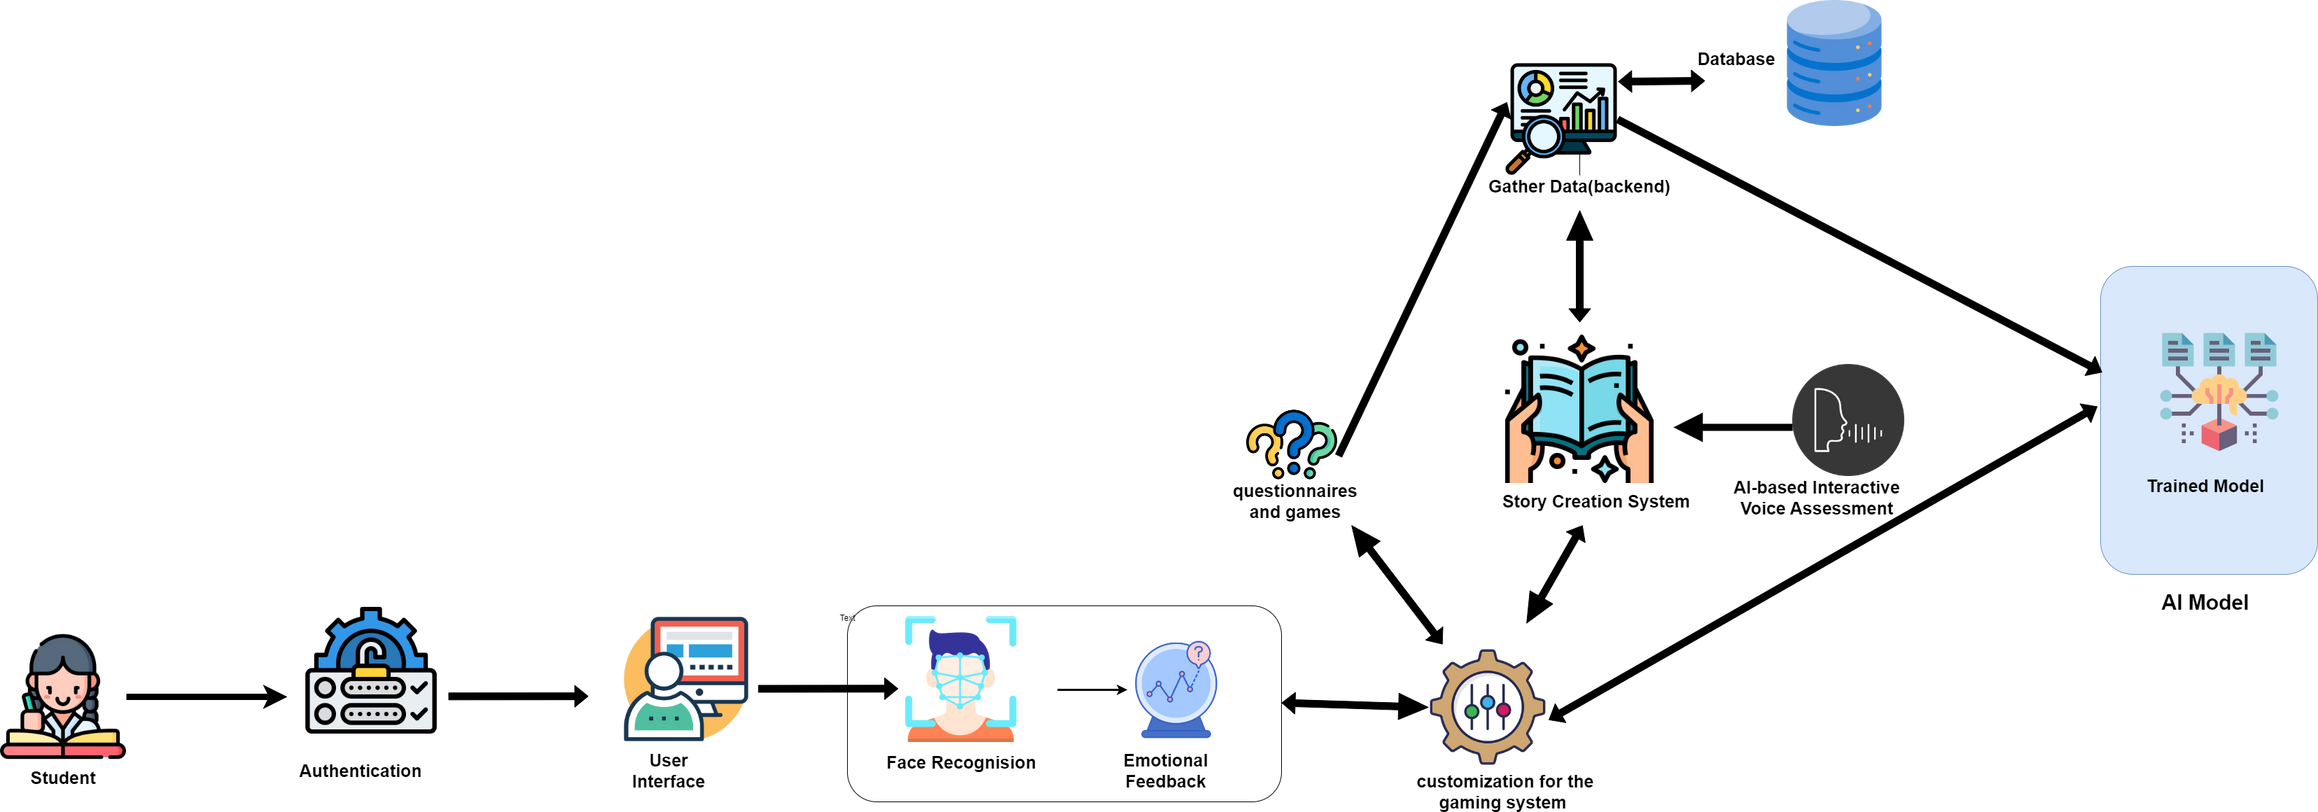 Database
Gather Data(backend)
questionnaires
and games
Story Creation System
AI-based Interactive
Voice Assessment
Trained Model
AI Model
Text
Student
Authentication
User
Interface
Face Recognision
Emotional
Feedback
customization for the
gaming system